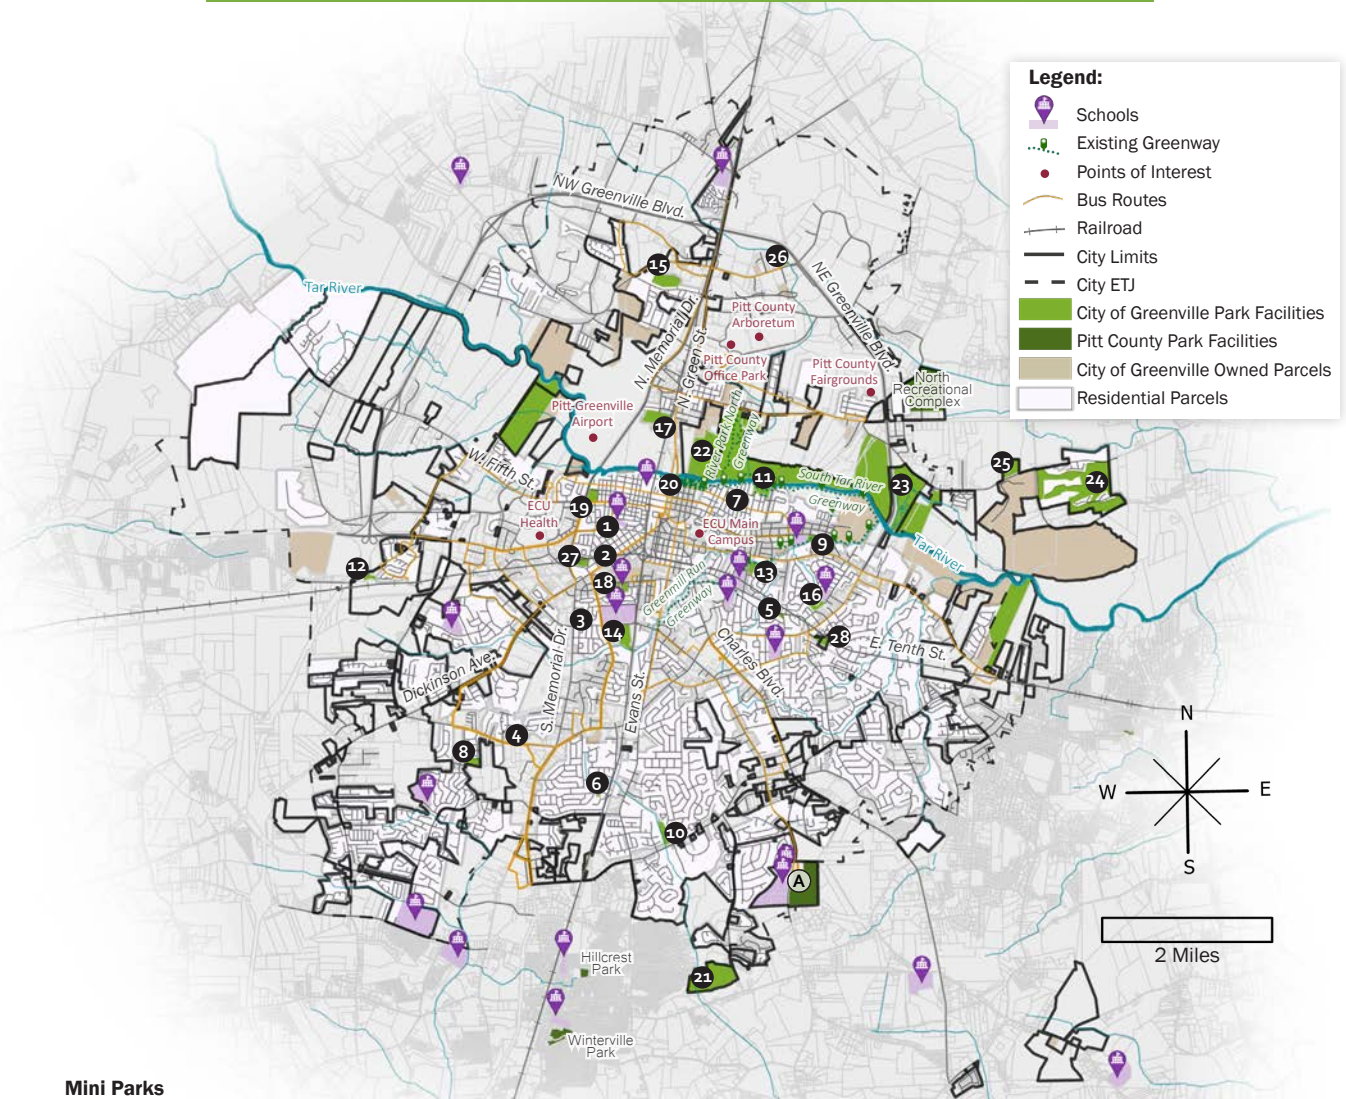 Legend:
Schools
Existing Greenway
Points of Interest
Bus Routes
Railroad
City Limits
City ETJ
City of Greenville Park Facilities
Pitt County Park Facilities
City of Greenville Owned Parcels
Residential Parcels
NW Greenville Blvd.
15
26
NE Greenville Blvd.
Tar River
N. Memorial Dr.
N. Green St.
Pitt County
Arboretum
Pitt County
Office Park
Pitt County
Fairgrounds
North
Recreational
Complex
Pitt-Greenville
Airport
17
22
River Park North
Greenway
W. Fifth St.
20
11
South Tar River
Greenway
23
25
24
7
ECU
Health
19
1
ECU Main
Campus
9
Tar River
12
27
2
18
13
16
Greenmill Run
Greenway
5
3
14
28
E. Tenth St.
Charles Blvd.
Dickinson Ave.
S. Memorial Dr.
Evans St.
4
8
6
10
A
N
W
E
S
2 Miles
Hillcrest
Park
21
Winterville
Park
Mini Parks